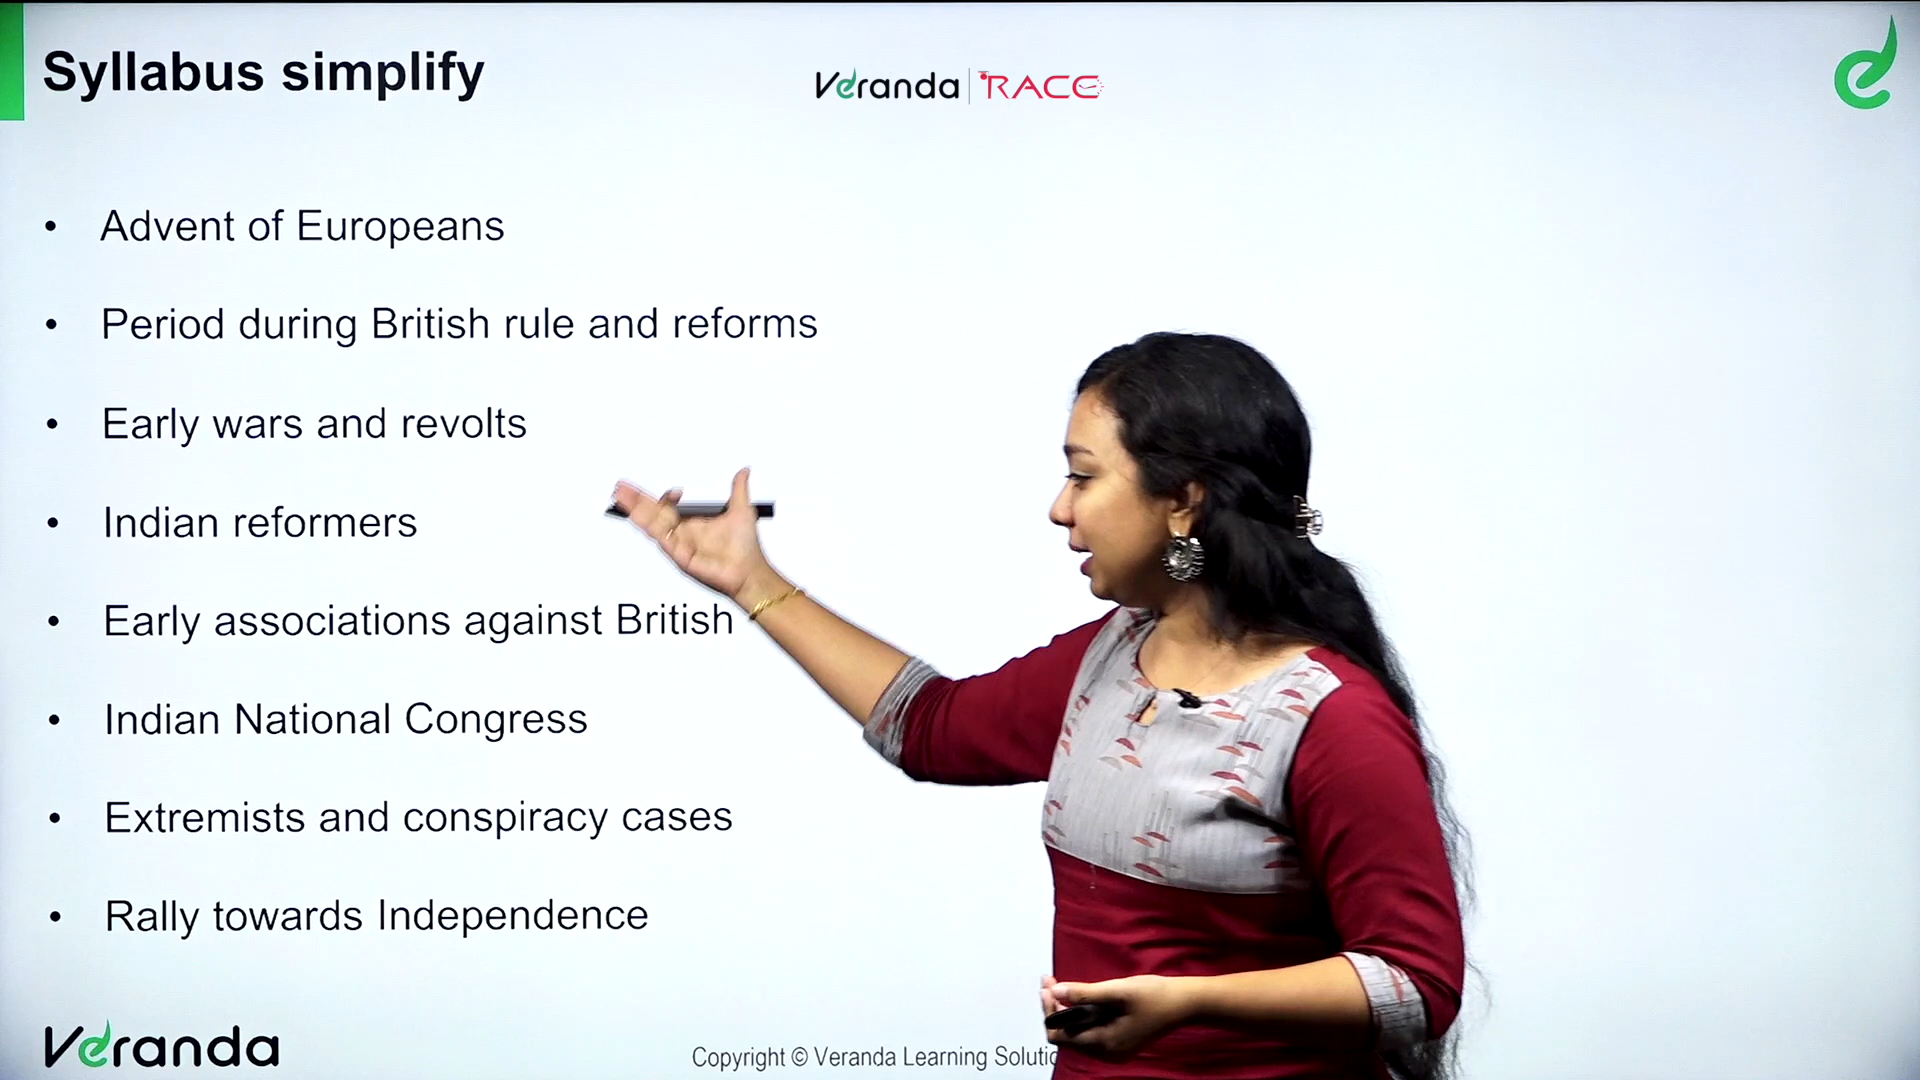 Syllabus simplify
Veranda RACE
• Advent of Europeans
• Period during British rule and reforms
• Early wars and revolts
• Indian reformers
• Early associations against British
• Indian National Congress
• Extremists and conspiracy cases
• Rally towards Independence
Veranda
Copyright © Veranda Learning